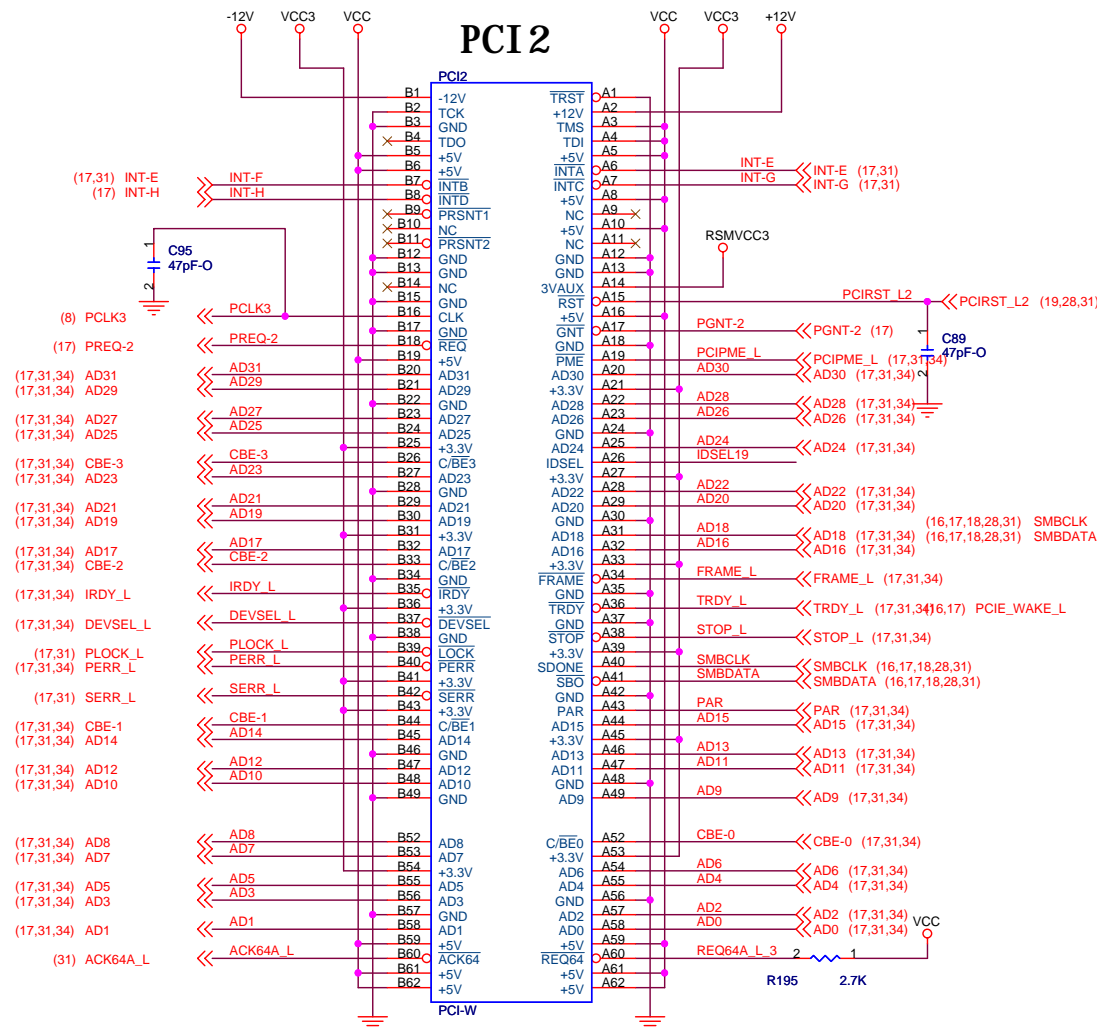 -12V VCC3 VCC VCC VCC3 +12V
PCI2
PCI2
B1 -12V TRST A1
B2 TCK +12V A2
B3 GND TMS A3
B4 TDO TDI A4
B5 +5V +5V A5
INT-E
B6 +5V INTA A6 INT-E (17,31)
(17,31) INT-E INT-F B7 INTB INTC A7 INT-G INT-G (17,31)
(17) INT-H INT-H B8 INTD +5V A8
B9 PRSNT1 NC A9
B10 NC +5V A10
B11 PRSNT2 NC A11
RSMVCC3
1 C95 47pF-O 2
B12 GND GND A12
B13 GND GND A13
B14 NC 3VAUX A14
B15 GND RST A15 PCIRST_L2 PCIRST_L2 (19,28,31)
(8) PCLK3 PCLK3 B16 CLK +5V A16
B17 GND GNT A17 PGNT-2 PGNT-2 (17)
1 C89 47pF-O 2
(17) PREQ-2 PREQ-2 B18 REQ GND A18
B19 +5V PME A19 PCIPME_L PCIPME_L (17,31,34)
(17,31,34) AD31 AD31 B20 AD31 AD30 A20 AD30 AD30 (17,31,34)
(17,31,34) AD29 AD29 B21 AD29 +3.3V A21
B22 GND AD28 A22 AD28 AD28 (17,31,34)
(17,31,34) AD27 AD27 B23 AD27 AD26 A23 AD26 AD26 (17,31,34)
(17,31,34) AD25 AD25 B24 AD25 GND A24
B25 +3.3V AD24 A25 AD24 AD24 (17,31,34)
(17,31,34) CBE-3 CBE-3 B26 C/BE3 IDSEL A26 IDSEL19
(17,31,34) AD23 AD23 B27 AD23 +3.3V A27
B28 GND AD22 A28 AD22 AD22 (17,31,34)
(17,31,34) AD21 AD21 B29 AD21 AD20 A29 AD20 AD20 (17,31,34)
(17,31,34) AD19 AD19 B30 AD19 GND A30 (16,17,18,28,31) SMBCLK
B31 +3.3V AD18 A31 AD18 AD18 (17,31,34) (16,17,18,28,31) SMBDATA
(17,31,34) AD17 AD17 B32 AD17 AD16 A32 AD16 AD16 (17,31,34)
(17,31,34) CBE-2 CBE-2 B33 C/BE2 +3.3V A33
B34 GND FRAME A34 FRAME_L FRAME_L (17,31,34)
(17,31,34) IRDY_L IRDY_L B35 IRDY GND A35
B36 +3.3V TRDY A36 TRDY_L TRDY_L (17,31,34) (16,17) PCIE_WAKE_L
(17,31,34) DEVSEL_L DEVSEL_L B37 DEVSEL GND A37
B38 GND STOP A38 STOP_L STOP_L (17,31,34)
(17,31) PLOCK_L PLOCK_L B39 LOCK +3.3V A39
(17,31,34) PERR_L PERR_L B40 PERR SDONE A40 SMBCLK SMBCLK (16,17,18,28,31)
B41 +3.3V SBO A41 SMBDATA SMBDATA (16,17,18,28,31)
(17,31) SERR_L SERR_L B42 SERR GND A42
B43 +3.3V PAR A43 PAR PAR (17,31,34)
(17,31,34) CBE-1 CBE-1 B44 C/BE1 AD15 A44 AD15 AD15 (17,31,34)
(17,31,34) AD14 AD14 B45 AD14 +3.3V A45
B46 GND AD13 A46 AD13 AD13 (17,31,34)
(17,31,34) AD12 AD12 B47 AD12 AD11 A47 AD11 AD11 (17,31,34)
(17,31,34) AD10 AD10 B48 AD10 GND A48
B49 GND AD9 A49 AD9 AD9 (17,31,34)
(17,31,34) AD8 AD8 B52 AD8 C/BE0 A52 CBE-0 CBE-0 (17,31,34)
(17,31,34) AD7 AD7 B53 AD7 +3.3V A53
B54 +3.3V AD6 A54 AD6 AD6 (17,31,34)
(17,31,34) AD5 AD5 B55 AD5 AD4 A55 AD4 AD4 (17,31,34)
(17,31,34) AD3 AD3 B56 AD3 GND A56
B57 GND AD2 A57 AD2 AD2 (17,31,34)
(17,31,34) AD1 AD1 B58 AD1 AD0 A58 AD0 AD0 (17,31,34)
VCC
B59 +5V +5V A59
(31) ACK64A_L ACK64A_L B60 ACK64 REQ64 A60 REQ64A_L_3 2 1
B61 +5V +5V A61
R195 2.7K
B62 +5V +5V A62
PCI-W